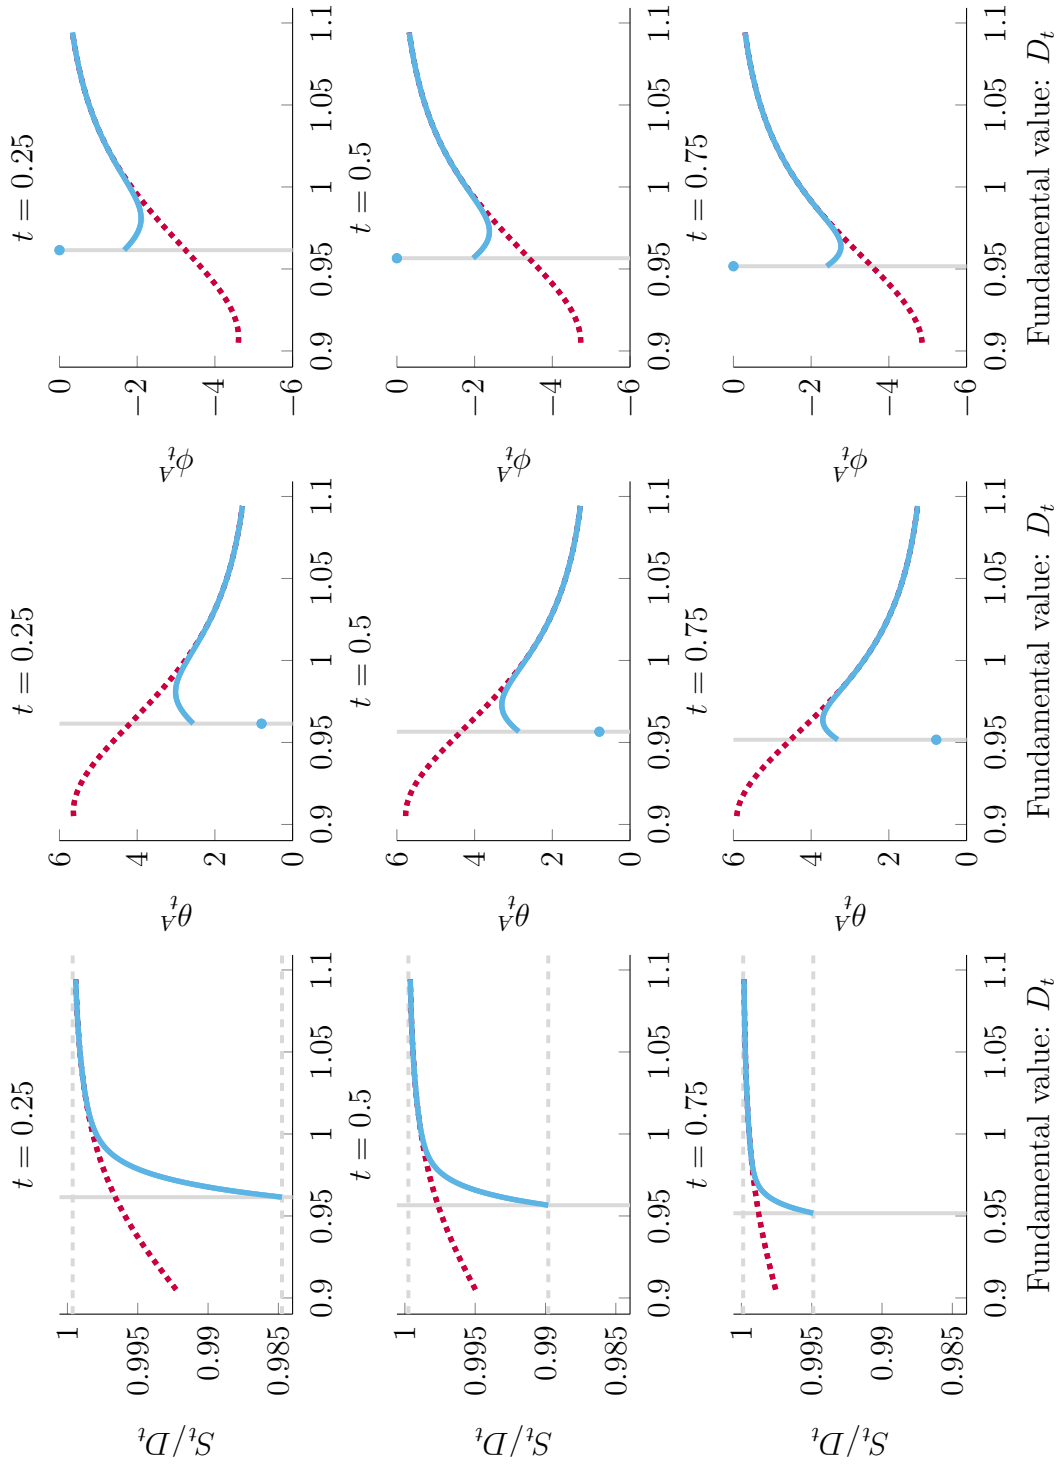 t = 0.25
S_t/D_t
1
0.995
0.99
0.985
0.9 0.95 1 1.05 1.1
t = 0.25
θ_t^A
6
4
2
0
0.9 0.95 1 1.05 1.1
t = 0.25
ϕ_t^A
0
−2
−4
−6
0.9 0.95 1 1.05 1.1
t = 0.5
S_t/D_t
1
0.995
0.99
0.985
0.9 0.95 1 1.05 1.1
t = 0.5
θ_t^A
6
4
2
0
0.9 0.95 1 1.05 1.1
t = 0.5
ϕ_t^A
0
−2
−4
−6
0.9 0.95 1 1.05 1.1
t = 0.75
S_t/D_t
1
0.995
0.99
0.985
0.9 0.95 1 1.05 1.1
Fundamental value: D_t
t = 0.75
θ_t^A
6
4
2
0
0.9 0.95 1 1.05 1.1
Fundamental value: D_t
t = 0.75
ϕ_t^A
0
−2
−4
−6
0.9 0.95 1 1.05 1.1
Fundamental value: D_t